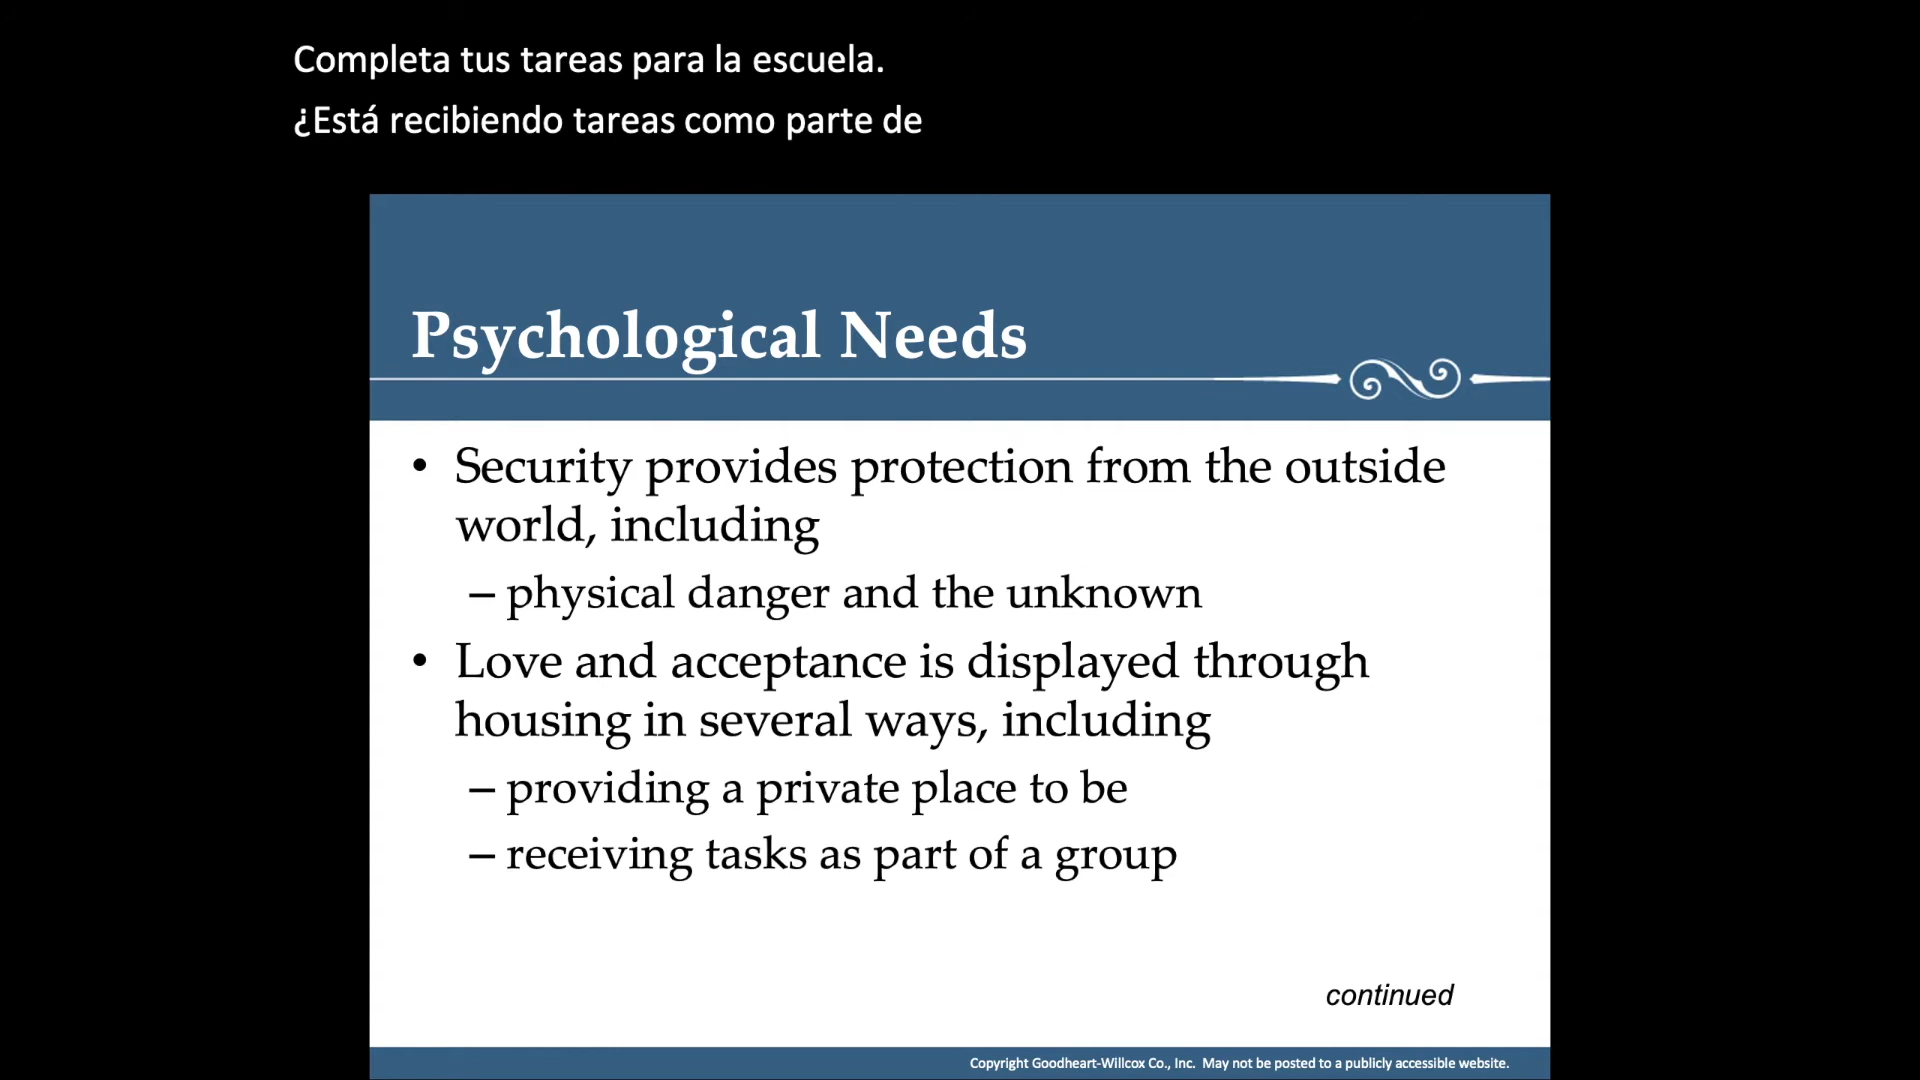 Completa tus tareas para la escuela.
¿Está recibiendo tareas como parte de
Psychological Needs
• Security provides protection from the outside
world, including
– physical danger and the unknown
• Love and acceptance is displayed through
housing in several ways, including
– providing a private place to be
– receiving tasks as part of a group
continued
Copyright Goodheart-Willcox Co., Inc. May not be posted to a publicly accessible website.